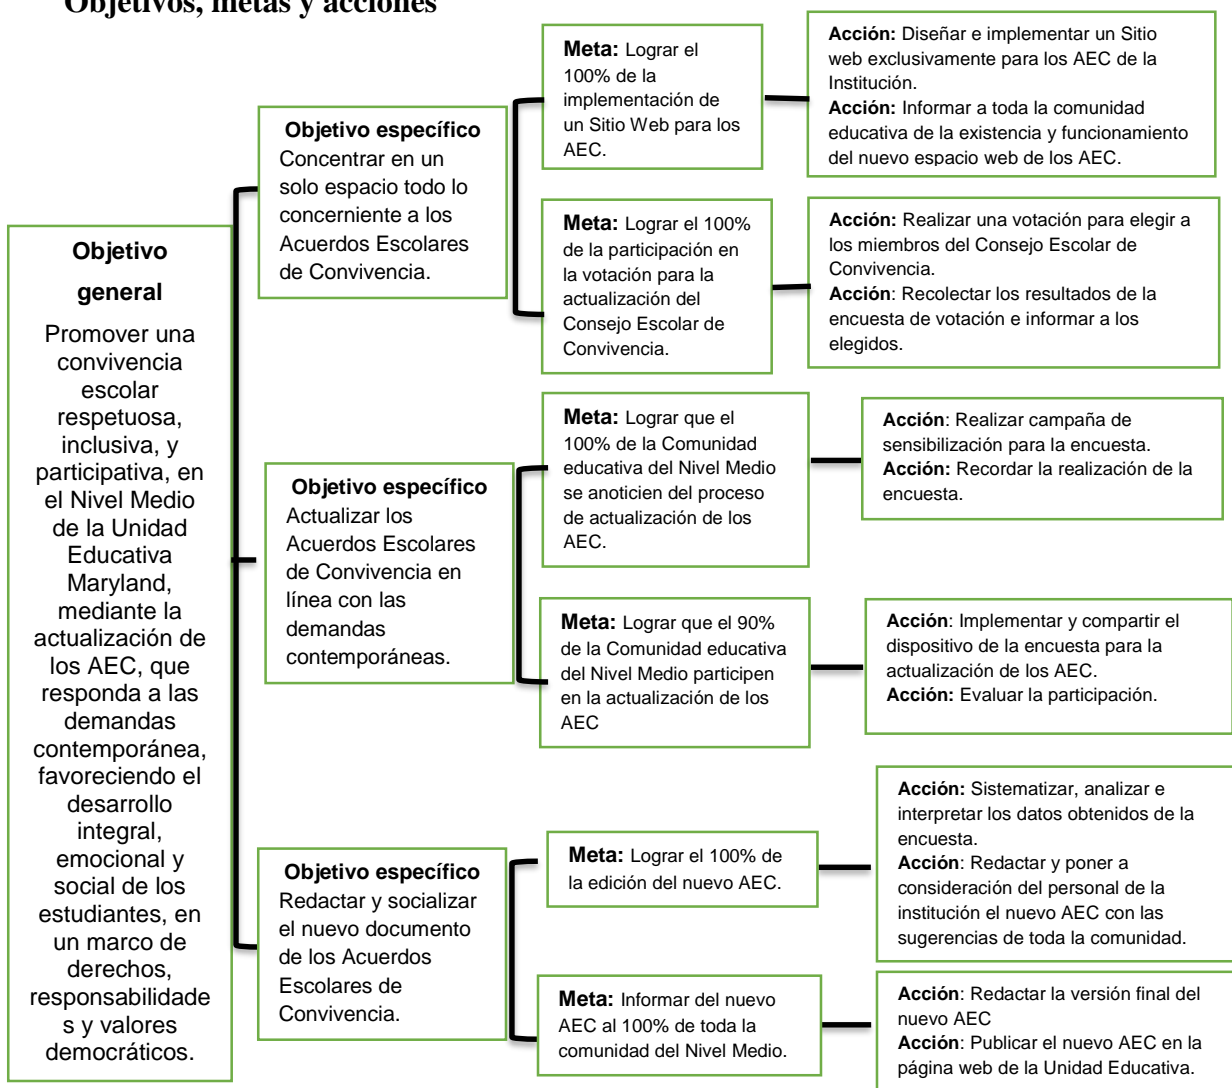 Objetivos, metas y acciones
Objetivo
general
Promover una
convivencia
escolar
respetuosa,
inclusiva, y
participativa, en
el Nivel Medio
de la Unidad
Educativa
Maryland,
mediante la
actualización de
los AEC, que
responda a las
demandas
contemporánea,
favoreciendo el
desarrollo
integral,
emocional y
social de los
estudiantes, en
un marco de
derechos,
responsabilidade
s y valores
democráticos.
Objetivo específico
Concentrar en un
solo espacio todo lo
concerniente a los
Acuerdos Escolares
de Convivencia.
Meta: Lograr el
100% de la
implementación de
un Sitio Web para los
AEC.
Acción: Diseñar e implementar un Sitio
web exclusivamente para los AEC de la
Institución.
Acción: Informar a toda la comunidad
educativa de la existencia y funcionamiento
del nuevo espacio web de los AEC.
Meta: Lograr el 100%
de la participación en
la votación para la
actualización del
Consejo Escolar de
Convivencia.
Acción: Realizar una votación para elegir a
los miembros del Consejo Escolar de
Convivencia.
Acción: Recolectar los resultados de la
encuesta de votación e informar a los
elegidos.
Objetivo específico
Actualizar los
Acuerdos Escolares
de Convivencia en
línea con las
demandas
contemporáneas.
Meta: Lograr que el
100% de la Comunidad
educativa del Nivel Medio
se anoticien del proceso
de actualización de los
AEC.
Acción: Realizar campaña de
sensibilización para la encuesta.
Acción: Recordar la realización de la
encuesta.
Meta: Lograr que el 90%
de la Comunidad educativa
del Nivel Medio participen
en la actualización de los
AEC
Acción: Implementar y compartir el
dispositivo de la encuesta para la
actualización de los AEC.
Acción: Evaluar la participación.
Objetivo específico
Redactar y socializar
el nuevo documento
de los Acuerdos
Escolares de
Convivencia.
Meta: Lograr el 100% de
la edición del nuevo AEC.
Acción: Sistematizar, analizar e
interpretar los datos obtenidos de la
encuesta.
Acción: Redactar y poner a
consideración del personal de la
institución el nuevo AEC con las
sugerencias de toda la comunidad.
Meta: Informar del nuevo
AEC al 100% de toda la
comunidad del Nivel Medio.
Acción: Redactar la versión final del
nuevo AEC
Acción: Publicar el nuevo AEC en la
página web de la Unidad Educativa.